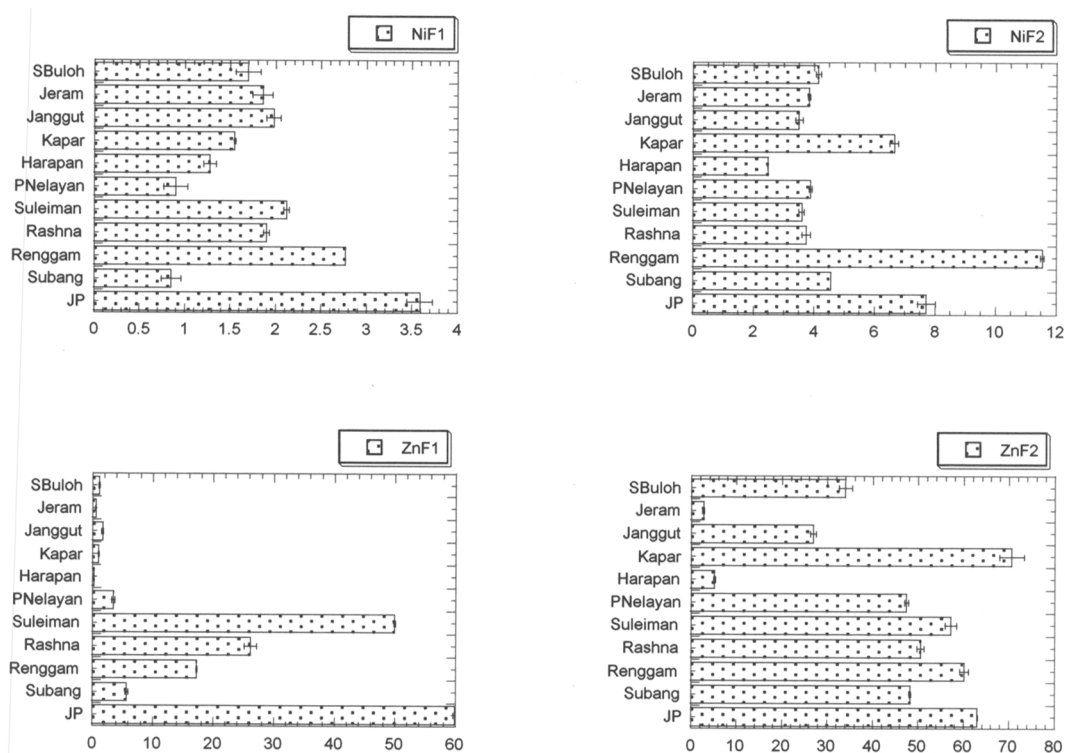 NiF1
SBuloh
Jeram
Janggut
Kapar
Harapan
PNelayan
Suleiman
Rashna
Renggam
Subang
JP
0 0.5 1 1.5 2 2.5 3 3.5 4
NiF2
SBuloh
Jeram
Janggut
Kapar
Harapan
PNelayan
Suleiman
Rashna
Renggam
Subang
JP
0 2 4 6 8 10 12
ZnF1
SBuloh
Jeram
Janggut
Kapar
Harapan
PNelayan
Suleiman
Rashna
Renggam
Subang
JP
0 10 20 30 40 50 60
ZnF2
SBuloh
Jeram
Janggut
Kapar
Harapan
PNelayan
Suleiman
Rashna
Renggam
Subang
JP
0 10 20 30 40 50 60 70 80